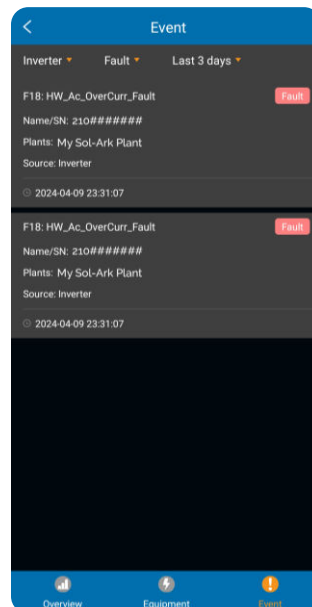 Event
Inverter Fault Last 3 days
F18: HW_Ac_OverCurr_Fault Fault
Name/SN: 210#######
Plants: My Sol-Ark Plant
Source: Inverter
2024-04-09 23:31:07
F18: HW_Ac_OverCurr_Fault Fault
Name/SN: 210#######
Plants: My Sol-Ark Plant
Source: Inverter
2024-04-09 23:31:07
Overview Equipment Event